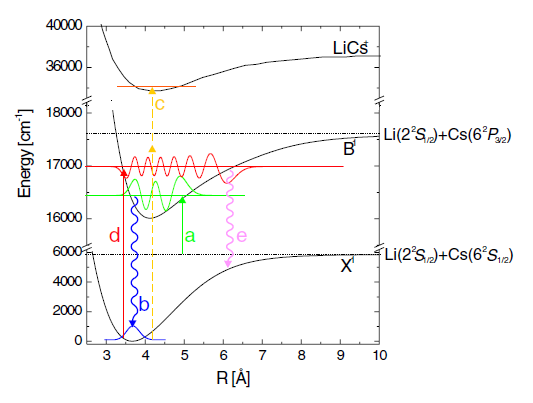 40000
36000
18000
17000
16000
6000
4000
2000
0
Energy [cm⁻¹]
LiCs⁺
c
B¹
Li(2²S₁/₂)+Cs(6²P₃/₂)
d
a
e
b
X¹
Li(2²S₁/₂)+Cs(6²S₁/₂)
3 4 5 6 7 8 9 10
R [Å]